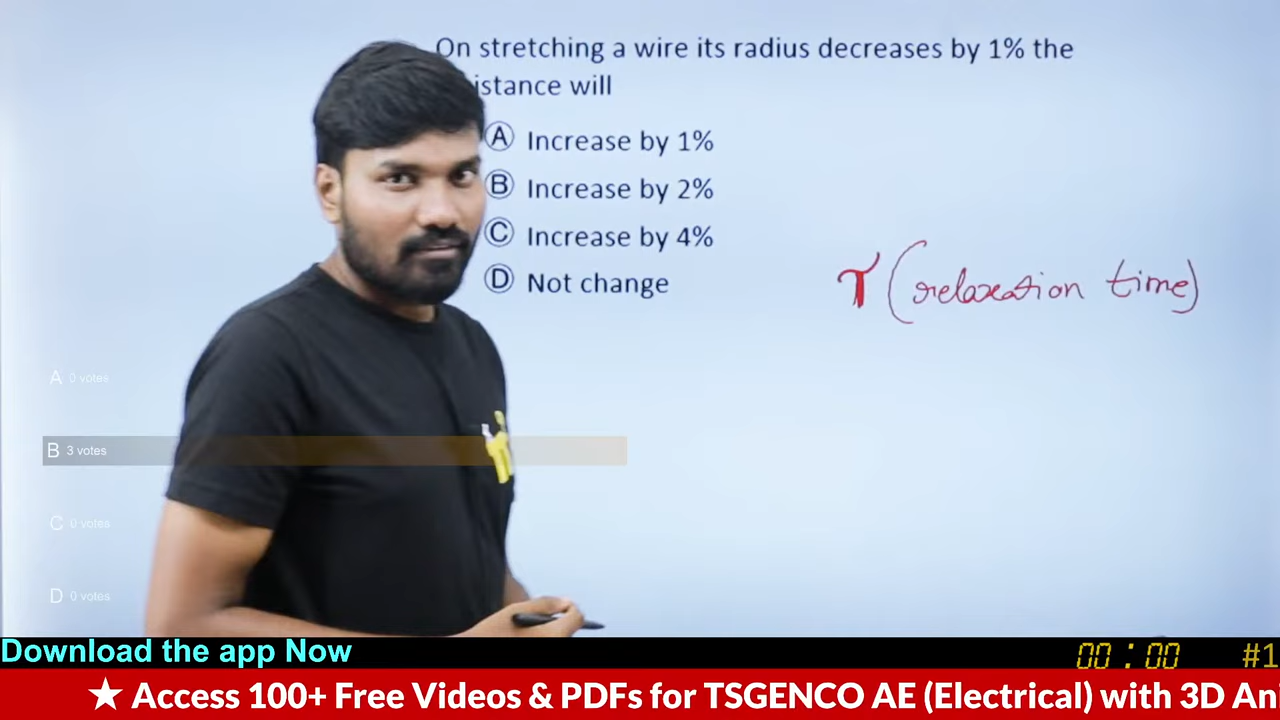 On stretching a wire its radius decreases by 1% the
istance will
A Increase by 1%
B Increase by 2%
C Increase by 4%
D Not change
τ (relaxation time)
A 0 votes
B 3 votes
C 0 votes
D 0 votes
Download the app Now
00 : 00 #1
★ Access 100+ Free Videos & PDFs for TSGENCO AE (Electrical) with 3D Ani